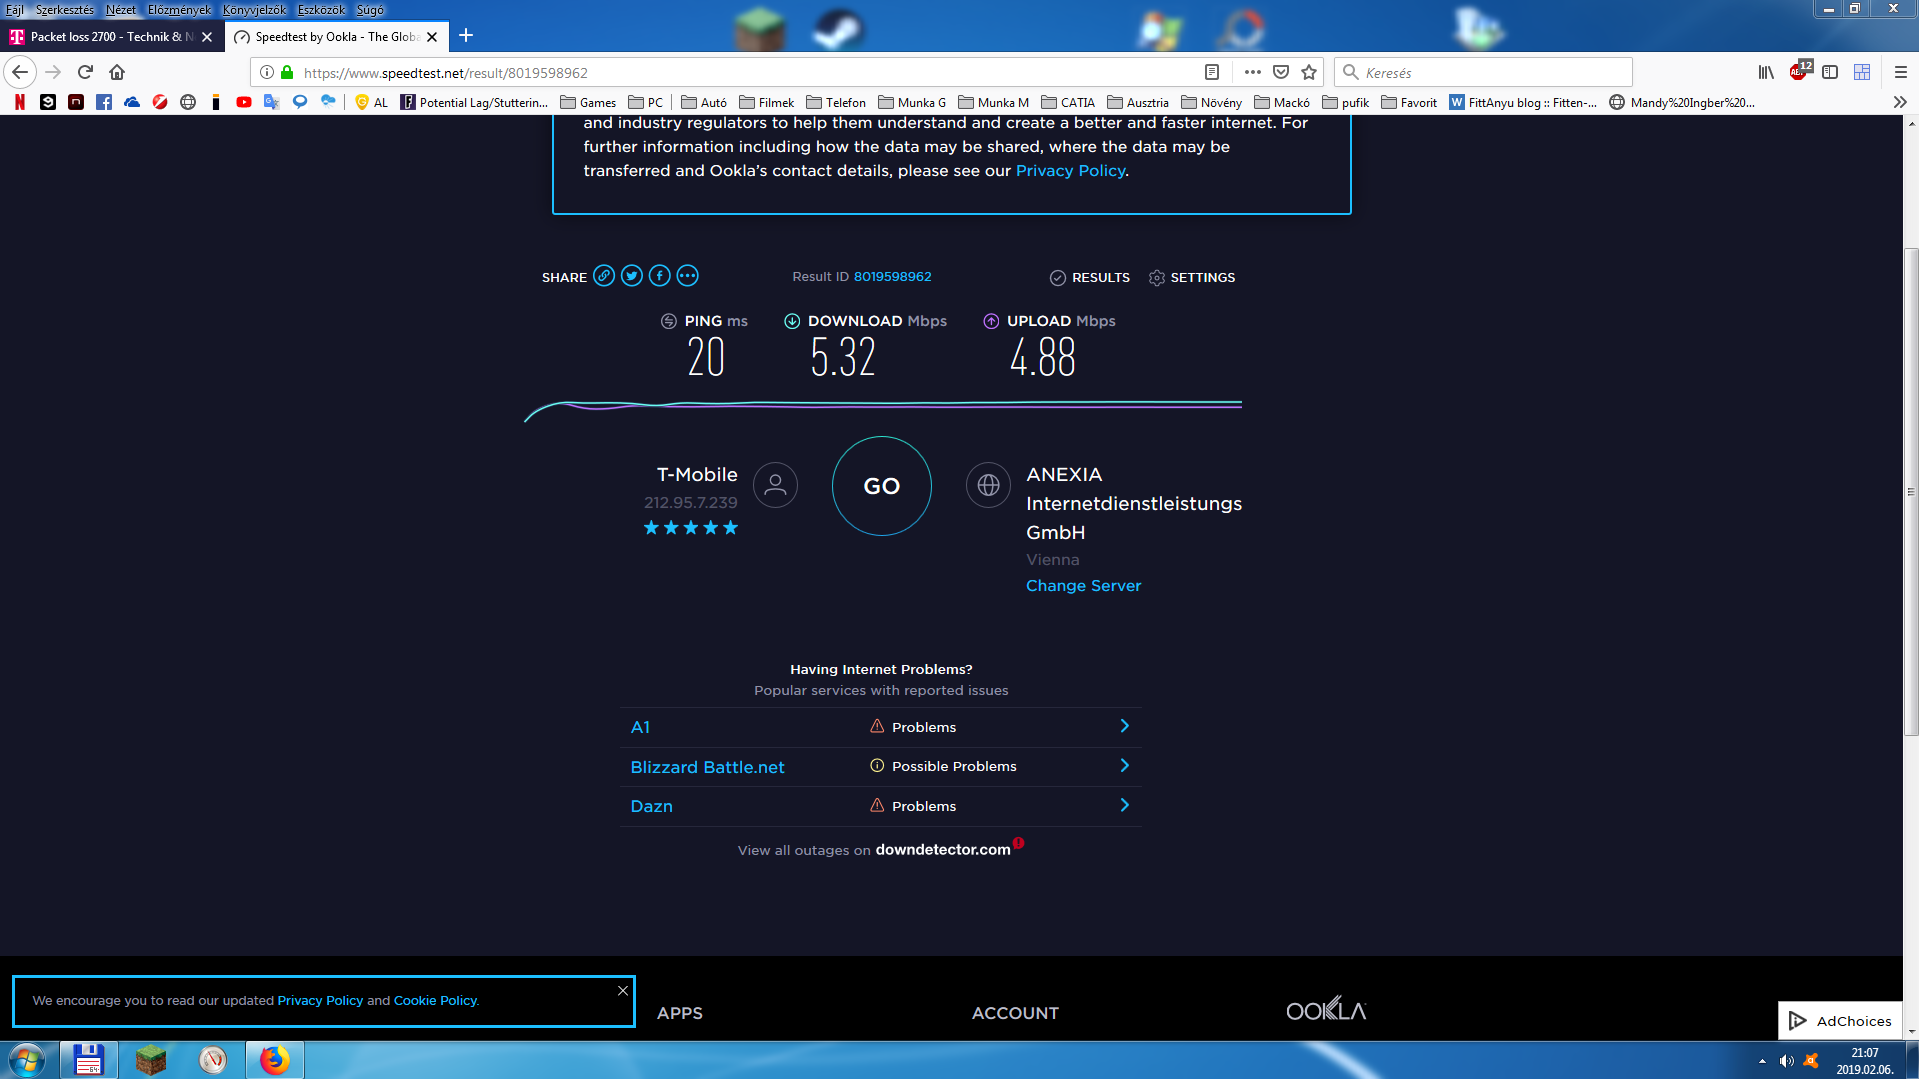 Fájl Szerkesztés Nézet Előzmények Könyvjelzők Eszközök Súgó
Packet loss 2700 - Technik & N
Speedtest by Ookla - The Globa
https://www.speedtest.net/result/8019598962
Keresés
12
AL
Potential Lag/Stutterin...
Games
PC
Autó
Filmek
Telefon
Munka G
Munka M
CATIA
Ausztria
Növény
Mackó
pufik
Favorit
FittAnyu blog :: Fitten-...
Mandy%20Ingber%20...
and industry regulators to help them understand and create a better and faster internet. For
further information including how the data may be shared, where the data may be
transferred and Ookla's contact details, please see our Privacy Policy.
SHARE
Result ID 8019598962
RESULTS
SETTINGS
PING ms
DOWNLOAD Mbps
UPLOAD Mbps
20
5.32
4.88
T-Mobile
212.95.7.239
GO
ANEXIA
Internetdienstleistungs
GmbH
Vienna
Change Server
Having Internet Problems?
Popular services with reported issues
A1 Problems
Blizzard Battle.net Possible Problems
Dazn Problems
View all outages on downdetector.com
We encourage you to read our updated Privacy Policy and Cookie Policy.
APPS
ACCOUNT
OOKLA
AdChoices
64
21:07
2019.02.06.